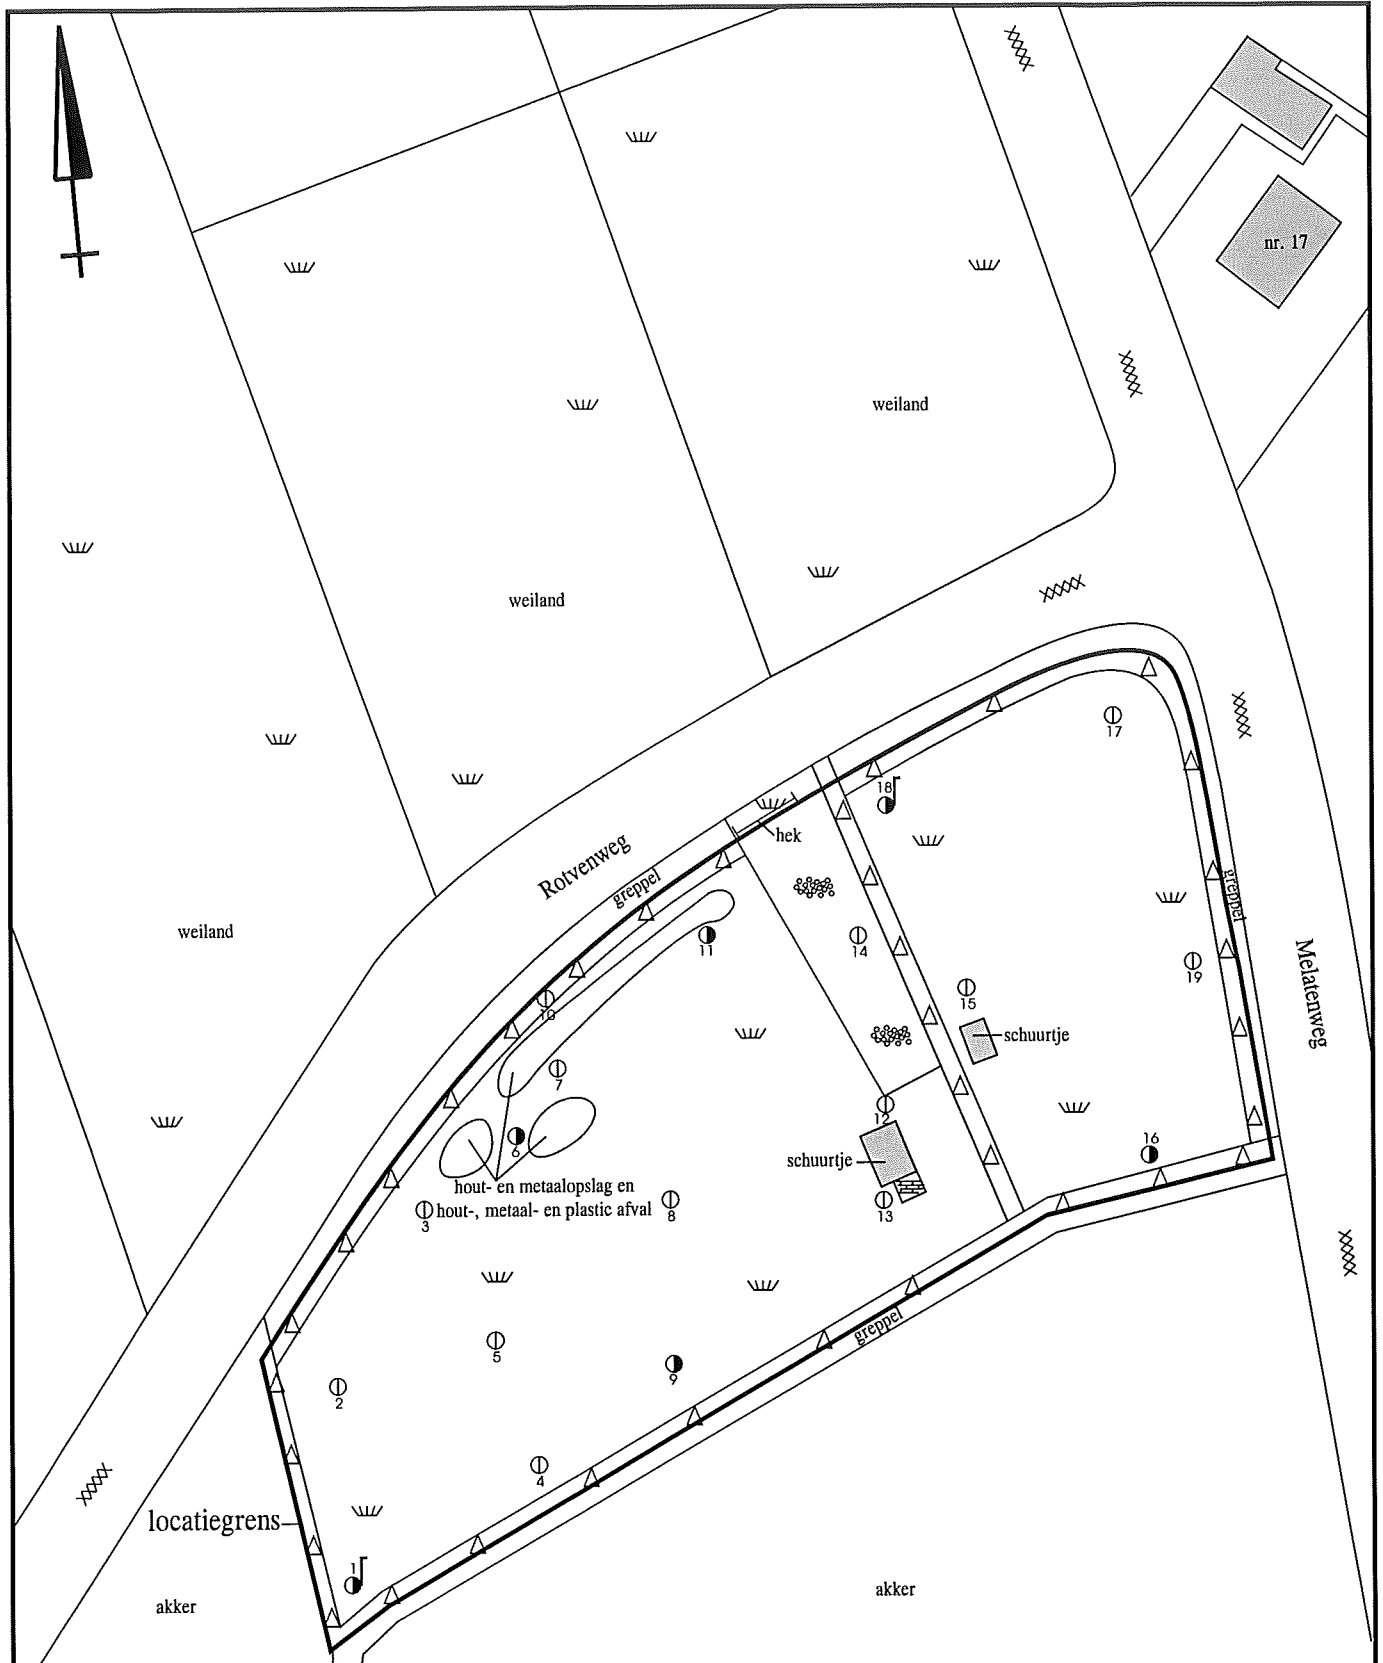 nr. 17
weiland
weiland
17
18
hek
Rotvenweg
greppel
greppel
weiland
11
14
19
Melatenweg
10
15
schuurtje
7
12
16
6
schuurtje
hout- en metaalopslag en
hout-, metaal- en plastic afval
3
8
13
greppel
5
9
2
4
locatiegrens
1
akker
akker